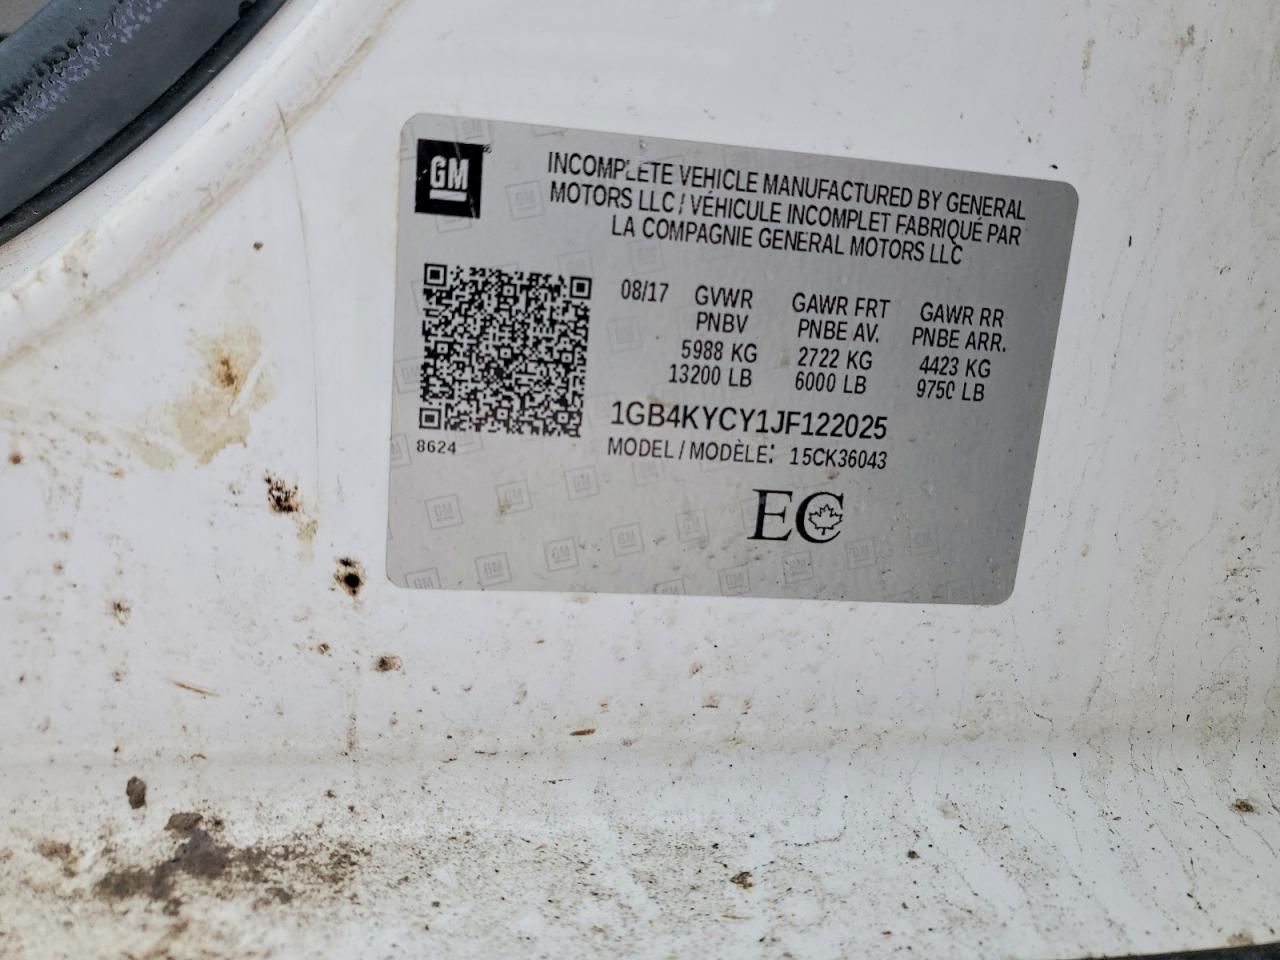 GM
INCOMPLETE VEHICLE MANUFACTURED BY GENERAL
MOTORS LLC / VÉHICULE INCOMPLET FABRIQUÉ PAR
LA COMPAGNIE GENERAL MOTORS LLC
08/17 GVWR GAWR FRT GAWR RR
PNBV PNBE AV. PNBE ARR.
5988 KG 2722 KG 4423 KG
13200 LB 6000 LB 9750 LB
1GB4KYCY1JF122025
8624
MODEL / MODÈLE: 15CK36043
EC